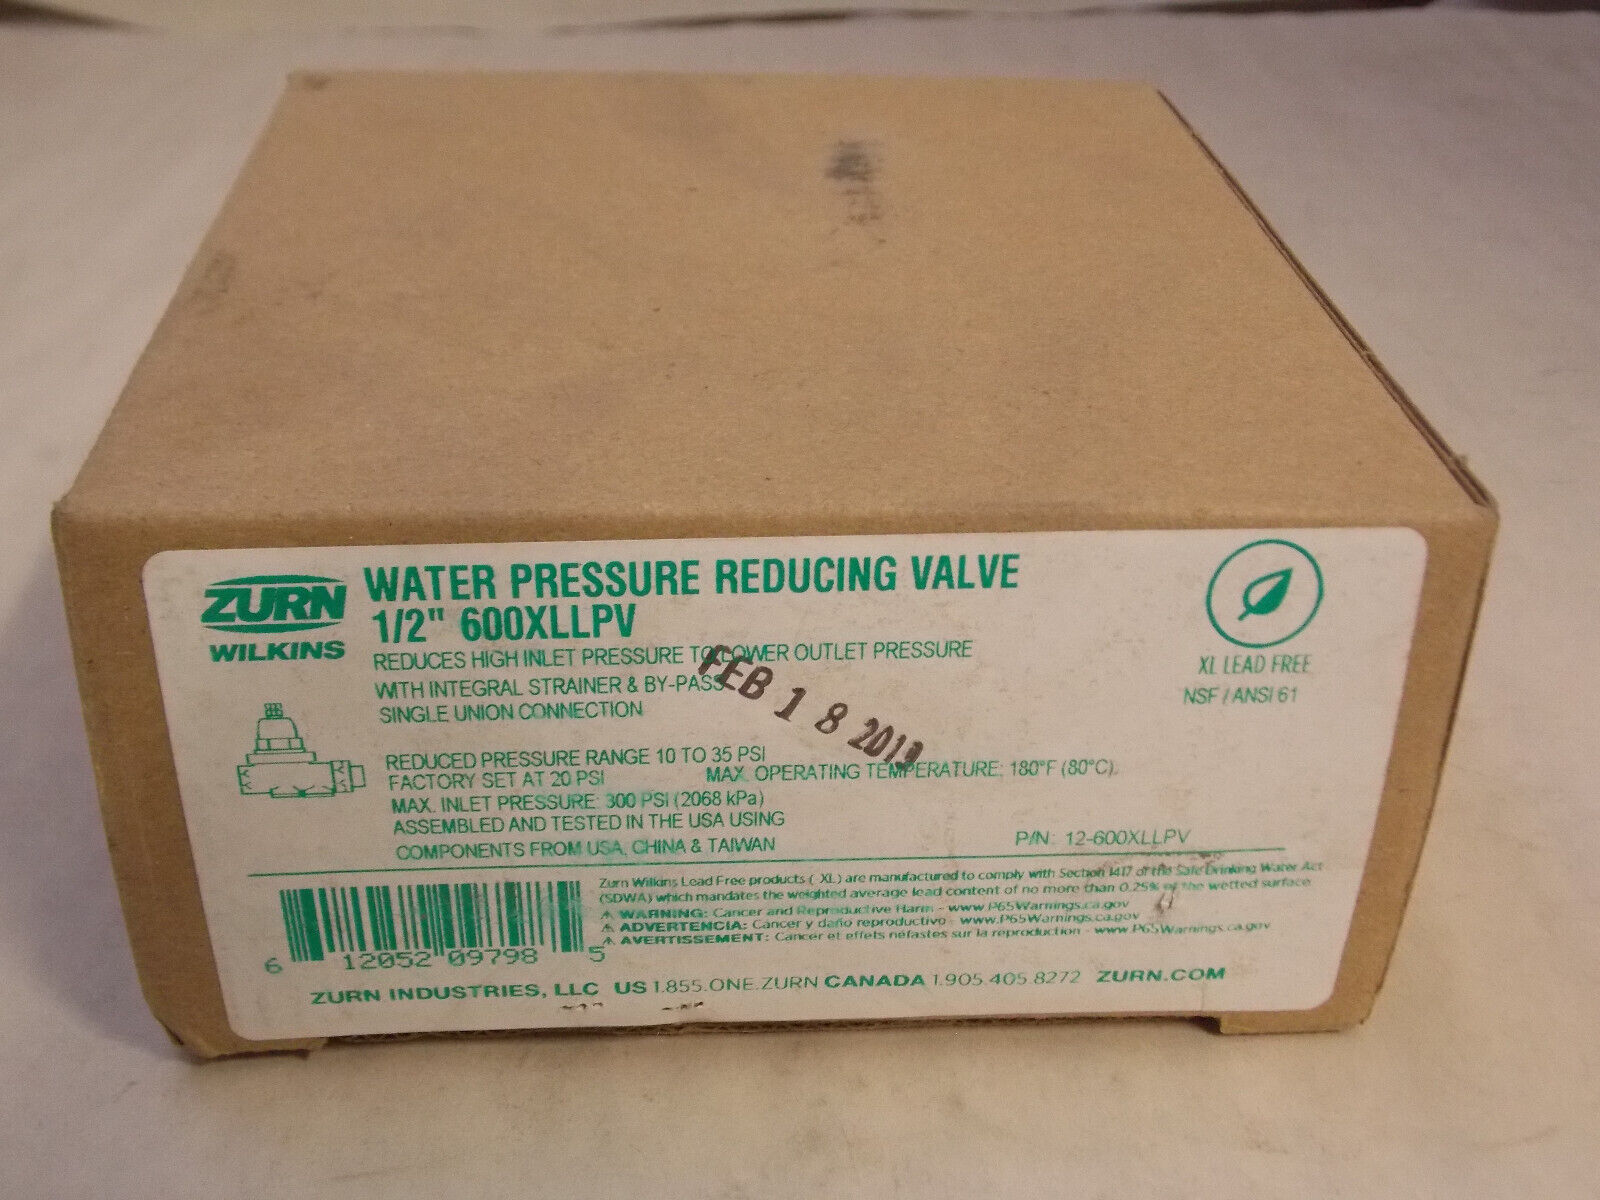 ZURN
WILKINS
WATER PRESSURE REDUCING VALVE
1/2" 600XLLPV
REDUCES HIGH INLET PRESSURE TO LOWER OUTLET PRESSURE
WITH INTEGRAL STRAINER & BY-PASS
SINGLE UNION CONNECTION
FEB 18 2019
XL LEAD FREE
NSF / ANSI 61
REDUCED PRESSURE RANGE 10 TO 35 PSI
FACTORY SET AT 20 PSI
MAX. OPERATING TEMPERATURE: 180°F (80°C).
MAX. INLET PRESSURE: 300 PSI (2068 kPa)
ASSEMBLED AND TESTED IN THE USA USING
COMPONENTS FROM USA, CHINA & TAIWAN
P/N: 12-600XLLPV
Zurn Wilkins Lead Free products ( XL) are manufactured to comply with Section 1417 of the Safe Drinking Water Act
(SDWA) which mandates the weighted average lead content of no more than 0.25% of the wetted surface
⚠ WARNING: Cancer and Reproductive Harm - www.P65Warnings.ca.gov
⚠ ADVERTENCIA: Cáncer y daño reproductivo - www.P65Warnings.ca.gov
⚠ AVERTISSEMENT: Cancer et effets néfastes sur la reproduction - www.P65Warnings.ca.gov
6 12052 09798 5
ZURN INDUSTRIES, LLC US 1.855.ONE.ZURN CANADA 1.905.405.8272 ZURN.COM